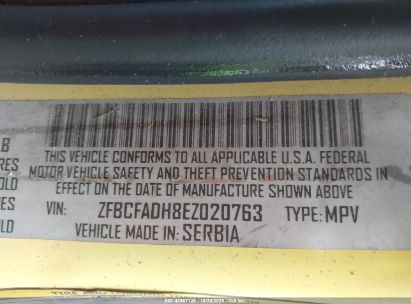 LB
THIS VEHICLE CONFORMS TO ALL APPLICABLE U.S.A. FEDERAL
MOTOR VEHICLE SAFETY AND THEFT PREVENTION STANDARDS IN
EFFECT ON THE DATE OF MANUFACTURE SHOWN ABOVE
VIN: ZFBCFADH8EZ020763 TYPE: MPV
VEHICLE MADE IN: SERBIA